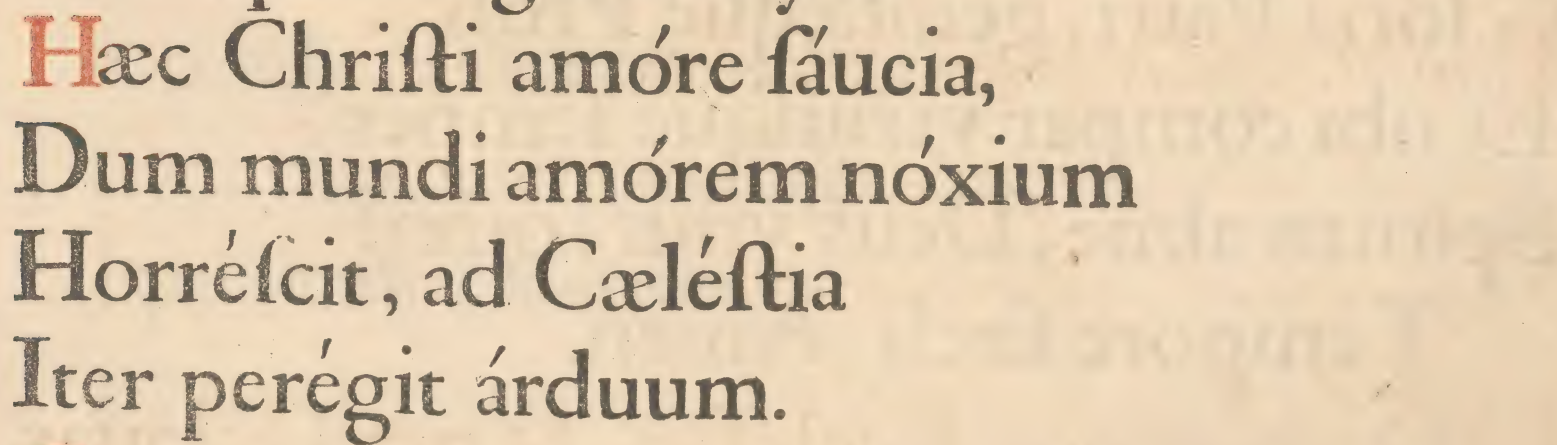 Hæc Chriſti amóre ſáucia,
Dum mundi amórem nóxium
Horréſcit, ad Cæléſtia
Iter perégit árduum.